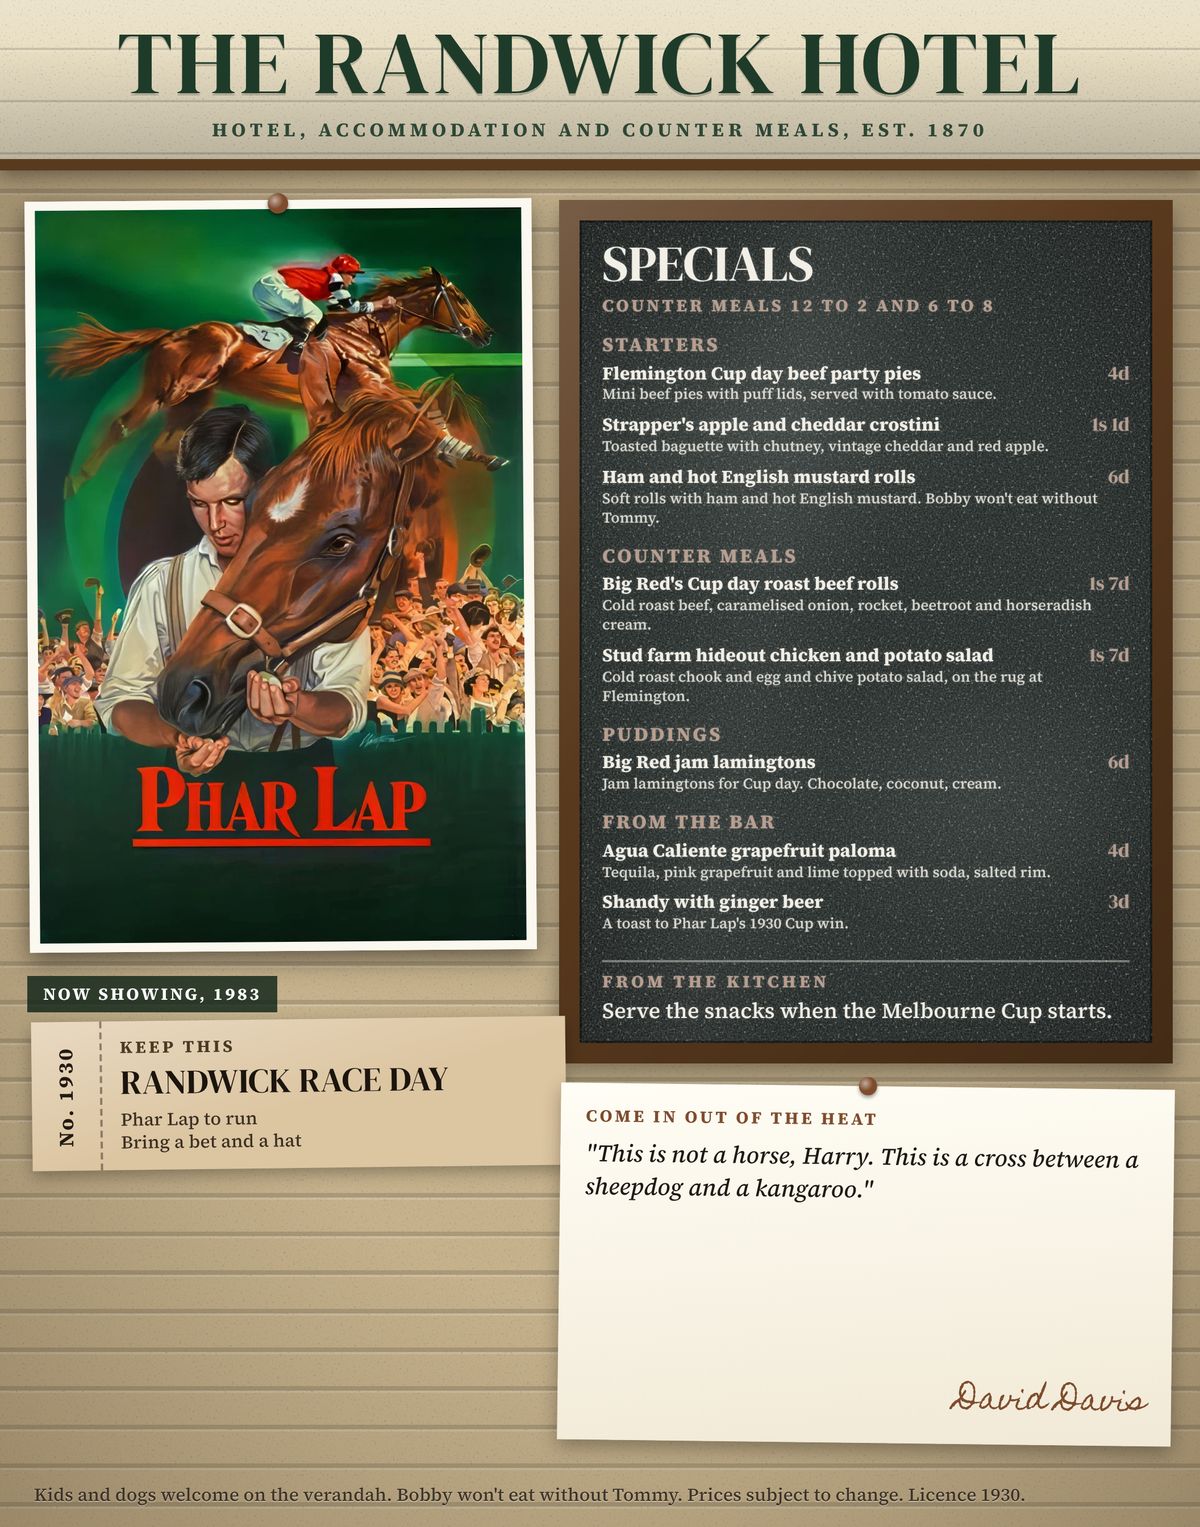 THE RANDWICK HOTEL
HOTEL, ACCOMMODATION AND COUNTER MEALS, EST. 1870
2
PHAR LAP
NOW SHOWING, 1983
No. 1930
KEEP THIS
RANDWICK RACE DAY
Phar Lap to run
Bring a bet and a hat
SPECIALS
COUNTER MEALS 12 TO 2 AND 6 TO 8
STARTERS
Flemington Cup day beef party pies 4d
Mini beef pies with puff lids, served with tomato sauce.
Strapper's apple and cheddar crostini 1s 1d
Toasted baguette with chutney, vintage cheddar and red apple.
Ham and hot English mustard rolls 6d
Soft rolls with ham and hot English mustard. Bobby won't eat without
Tommy.
COUNTER MEALS
Big Red's Cup day roast beef rolls 1s 7d
Cold roast beef, caramelised onion, rocket, beetroot and horseradish
cream.
Stud farm hideout chicken and potato salad 1s 7d
Cold roast chook and egg and chive potato salad, on the rug at
Flemington.
PUDDINGS
Big Red jam lamingtons 6d
Jam lamingtons for Cup day. Chocolate, coconut, cream.
FROM THE BAR
Agua Caliente grapefruit paloma 4d
Tequila, pink grapefruit and lime topped with soda, salted rim.
Shandy with ginger beer 3d
A toast to Phar Lap's 1930 Cup win.
FROM THE KITCHEN
Serve the snacks when the Melbourne Cup starts.
COME IN OUT OF THE HEAT
"This is not a horse, Harry. This is a cross between a
sheepdog and a kangaroo."
David Davis
Kids and dogs welcome on the verandah. Bobby won't eat without Tommy. Prices subject to change. Licence 1930.